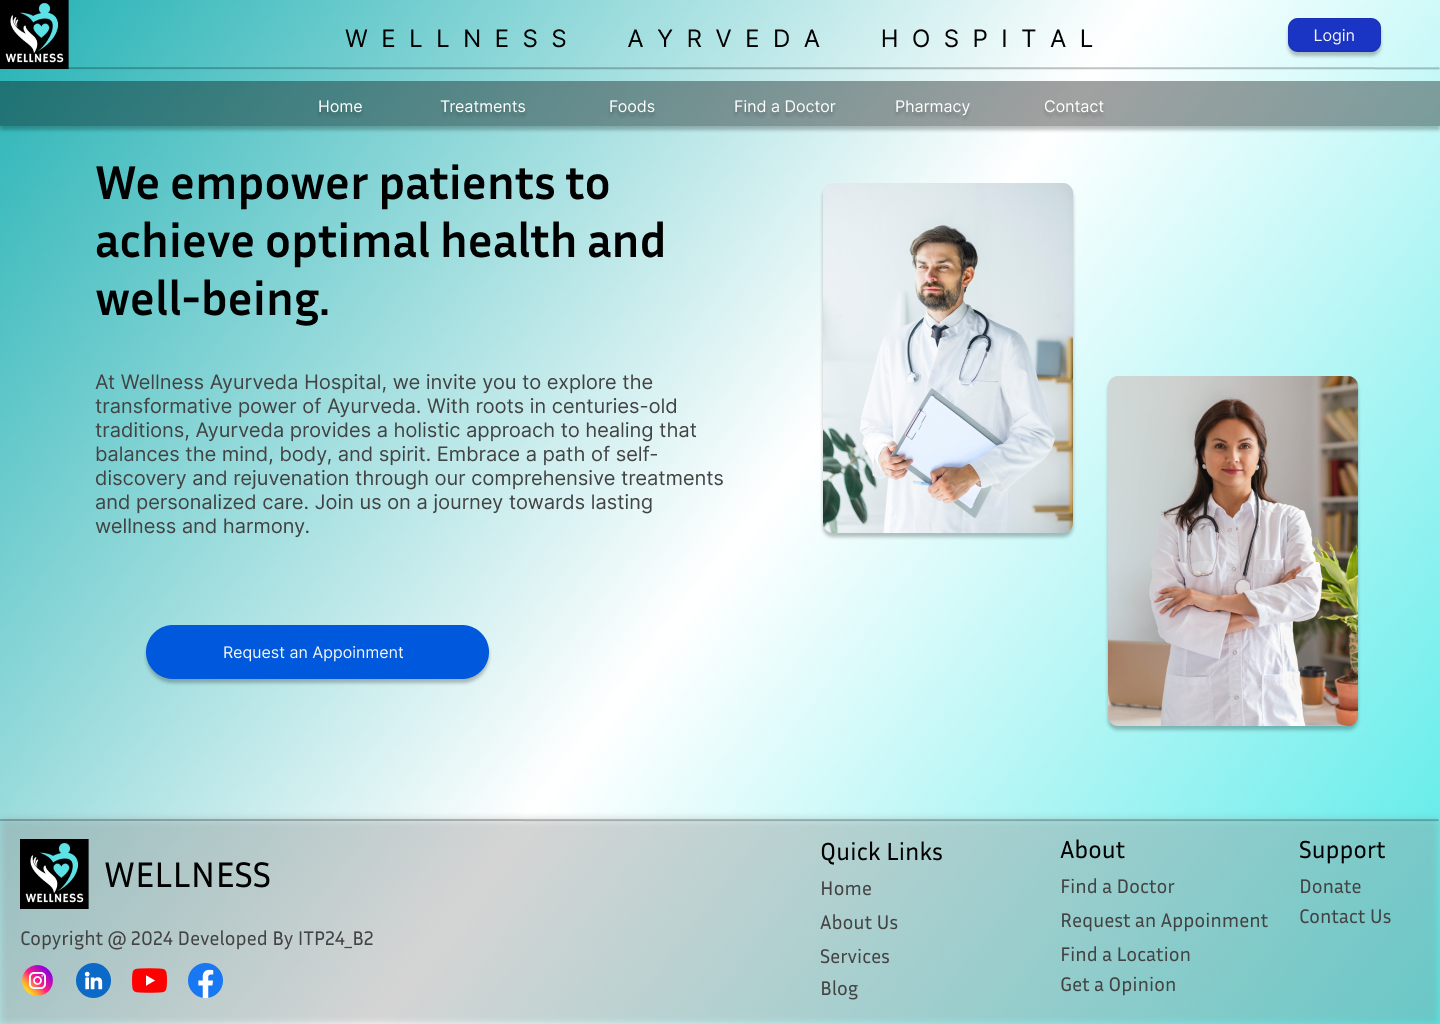 WELLNESS
WELLNESS AYRVEDA HOSPITAL
Login
Home Treatments Foods Find a Doctor Pharmacy Contact
We empower patients to
achieve optimal health and
well-being.
At Wellness Ayurveda Hospital, we invite you to explore the
transformative power of Ayurveda. With roots in centuries-old
traditions, Ayurveda provides a holistic approach to healing that
balances the mind, body, and spirit. Embrace a path of self-
discovery and rejuvenation through our comprehensive treatments
and personalized care. Join us on a journey towards lasting
wellness and harmony.
Request an Appoinment
WELLNESS
WELLNESS
Copyright @ 2024 Developed By ITP24_B2
in
Quick Links
Home
About Us
Services
Blog
About
Find a Doctor
Request an Appoinment
Find a Location
Get a Opinion
Support
Donate
Contact Us